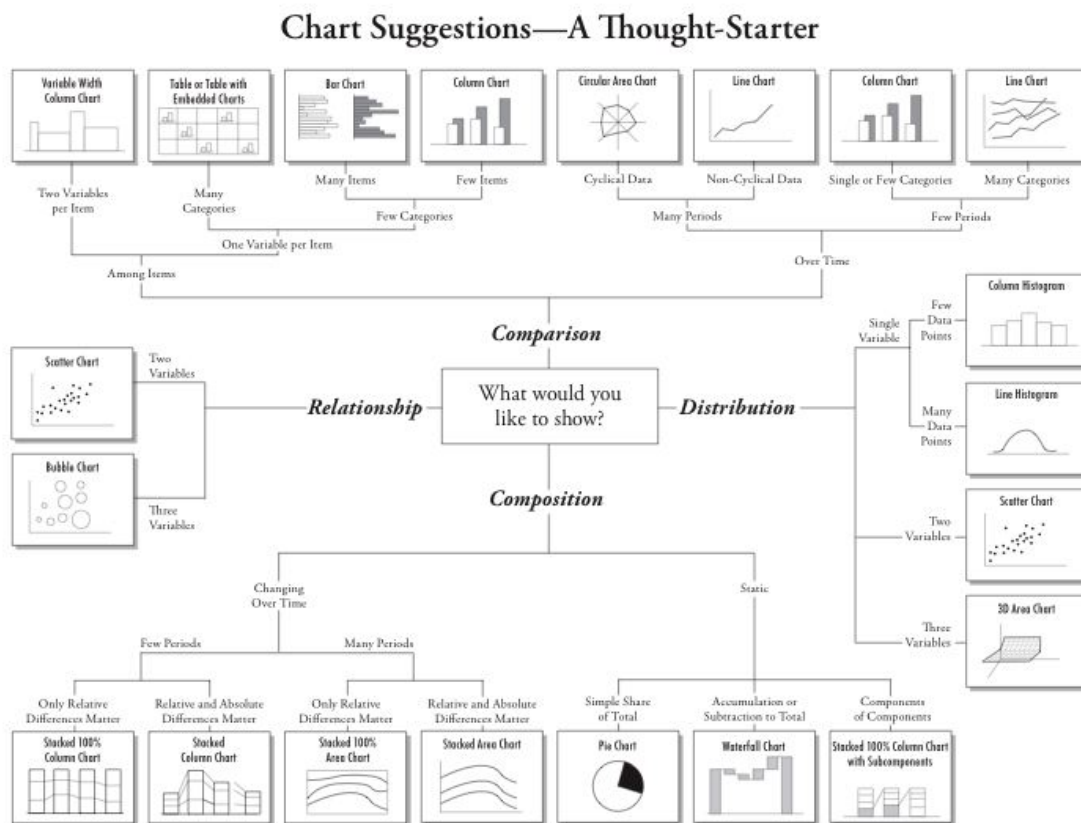 Chart Suggestions—A Thought-Starter
Variable Width
Column Chart
Table or Table with
Embedded Charts
Bar Chart
Column Chart
Circular Area Chart
Line Chart
Column Chart
Line Chart
Two Variables
per Item
Many
Categories
Many Items
Few Items
Cyclical Data
Non-Cyclical Data
Single or Few Categories
Many Categories
Few Categories
Many Periods
Few Periods
One Variable per Item
Among Items
Over Time
Comparison
What would you
like to show?
Relationship
Two
Variables
Scatter Chart
Three
Variables
Bubble Chart
Distribution
Single
Variable
Few
Data
Points
Column Histogram
Many
Data
Points
Line Histogram
Two
Variables
Scatter Chart
Three
Variables
3D Area Chart
Composition
Changing
Over Time
Static
Few Periods
Many Periods
Only Relative
Differences Matter
Relative and Absolute
Differences Matter
Only Relative
Differences Matter
Relative and Absolute
Differences Matter
Simple Share
of Total
Accumulation or
Subtraction to Total
Components
of Components
Stacked 100%
Column Chart
Stacked
Column Chart
Stacked 100%
Area Chart
Stacked Area Chart
Pie Chart
Waterfall Chart
Stacked 100% Column Chart
with Subcomponents